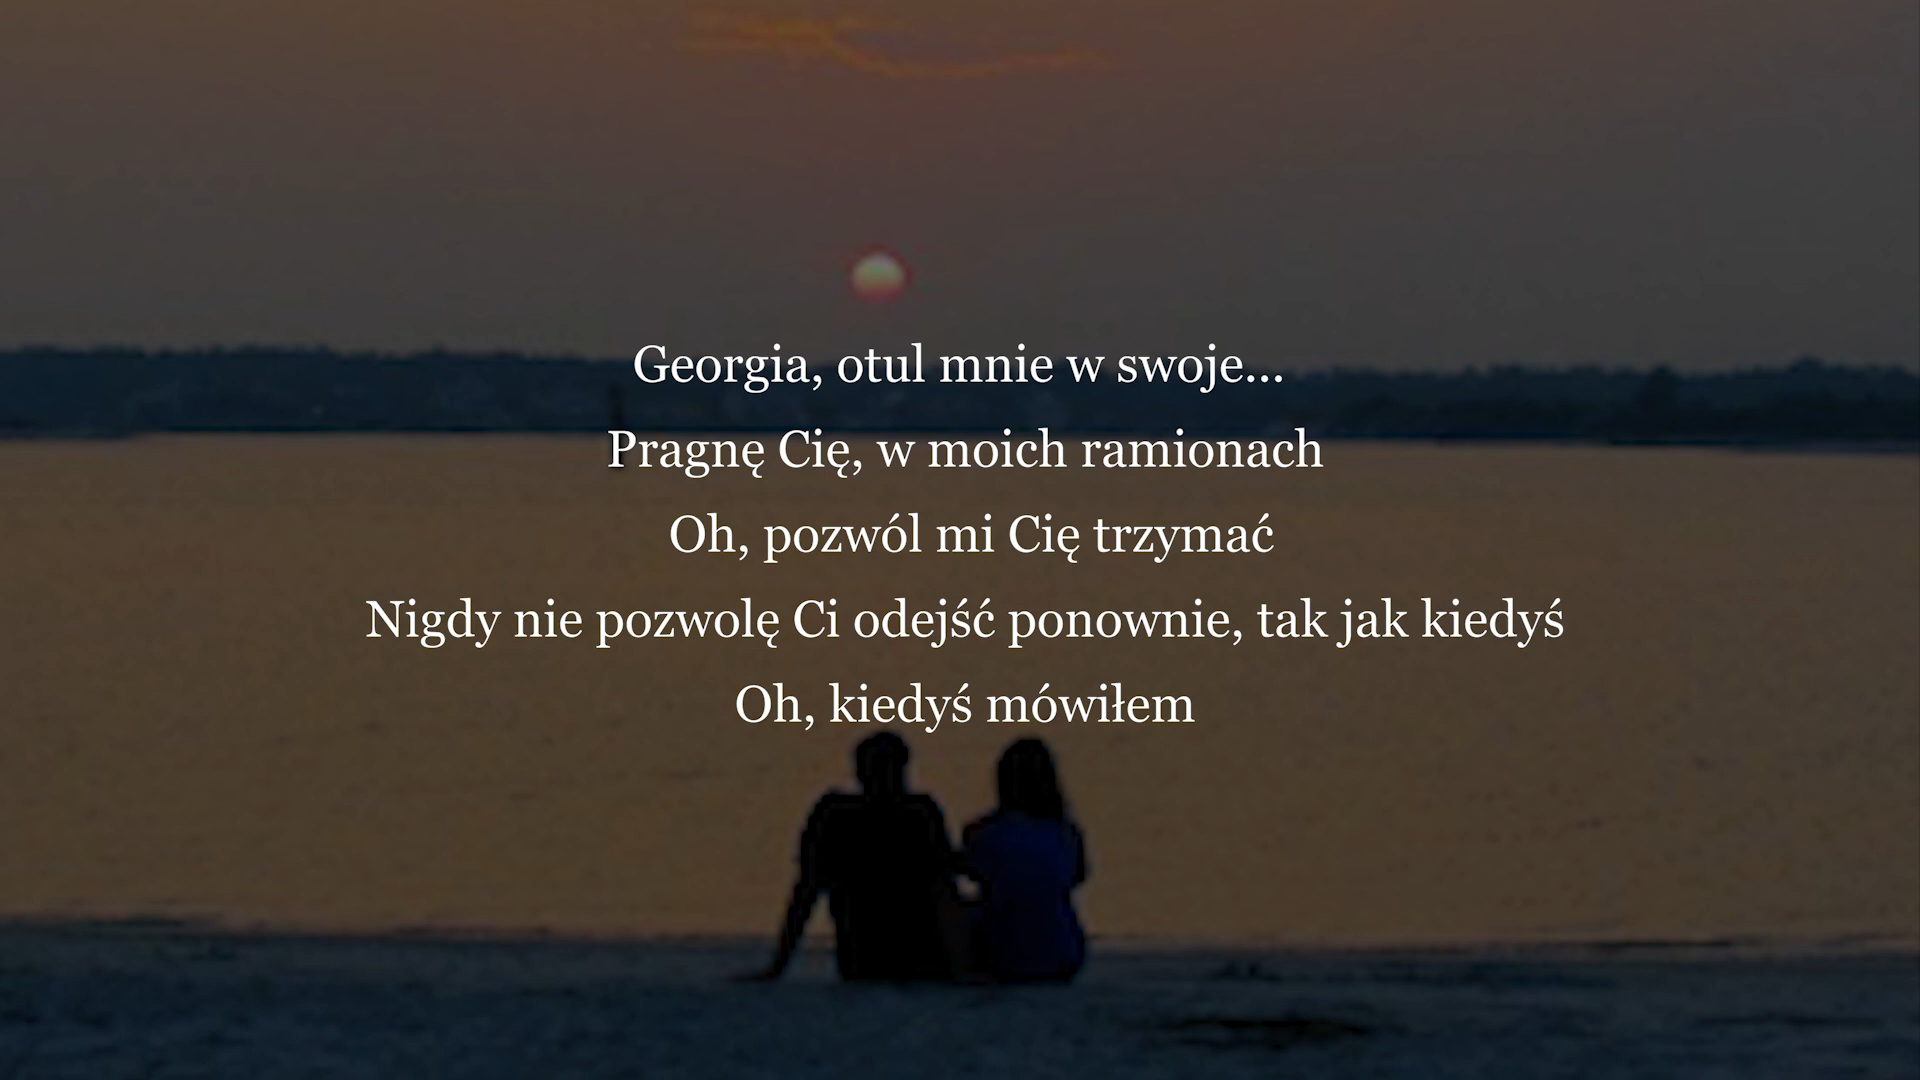 Georgia, otul mnie w swoje...
Pragnę Cię, w moich ramionach
Oh, pozwól mi Cię trzymać
Nigdy nie pozwolę Ci odejść ponownie, tak jak kiedyś
Oh, kiedyś mówiłem